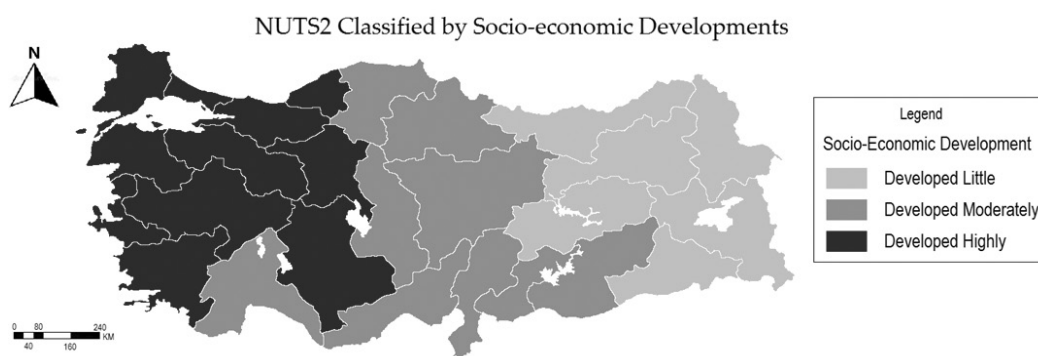 NUTS2 Classified by Socio-economic Developments
N
Legend
Socio-Economic Development
Developed Little
Developed Moderately
Developed Highly
0 80 240
KM
40 160